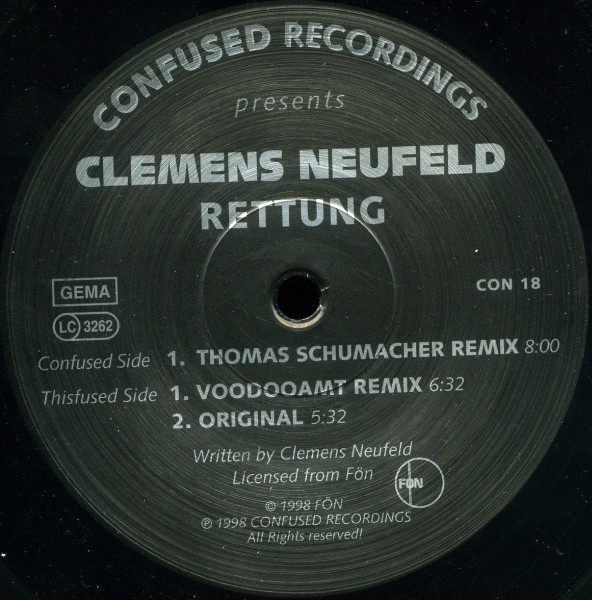 CONFUSED RECORDINGS
presents
CLEMENS NEUFELD
RETTUNG
GEMA
CON 18
LC 3262
Confused Side 1. THOMAS SCHUMACHER REMIX 8:00
Thisfused Side 1. VOODOOAMT REMIX 6:32
2. ORIGINAL 5:32
Written by Clemens Neufeld
Licensed from Fön
FÖN
© 1998 FÖN
℗ 1998 CONFUSED RECORDINGS
All Rights reserved!